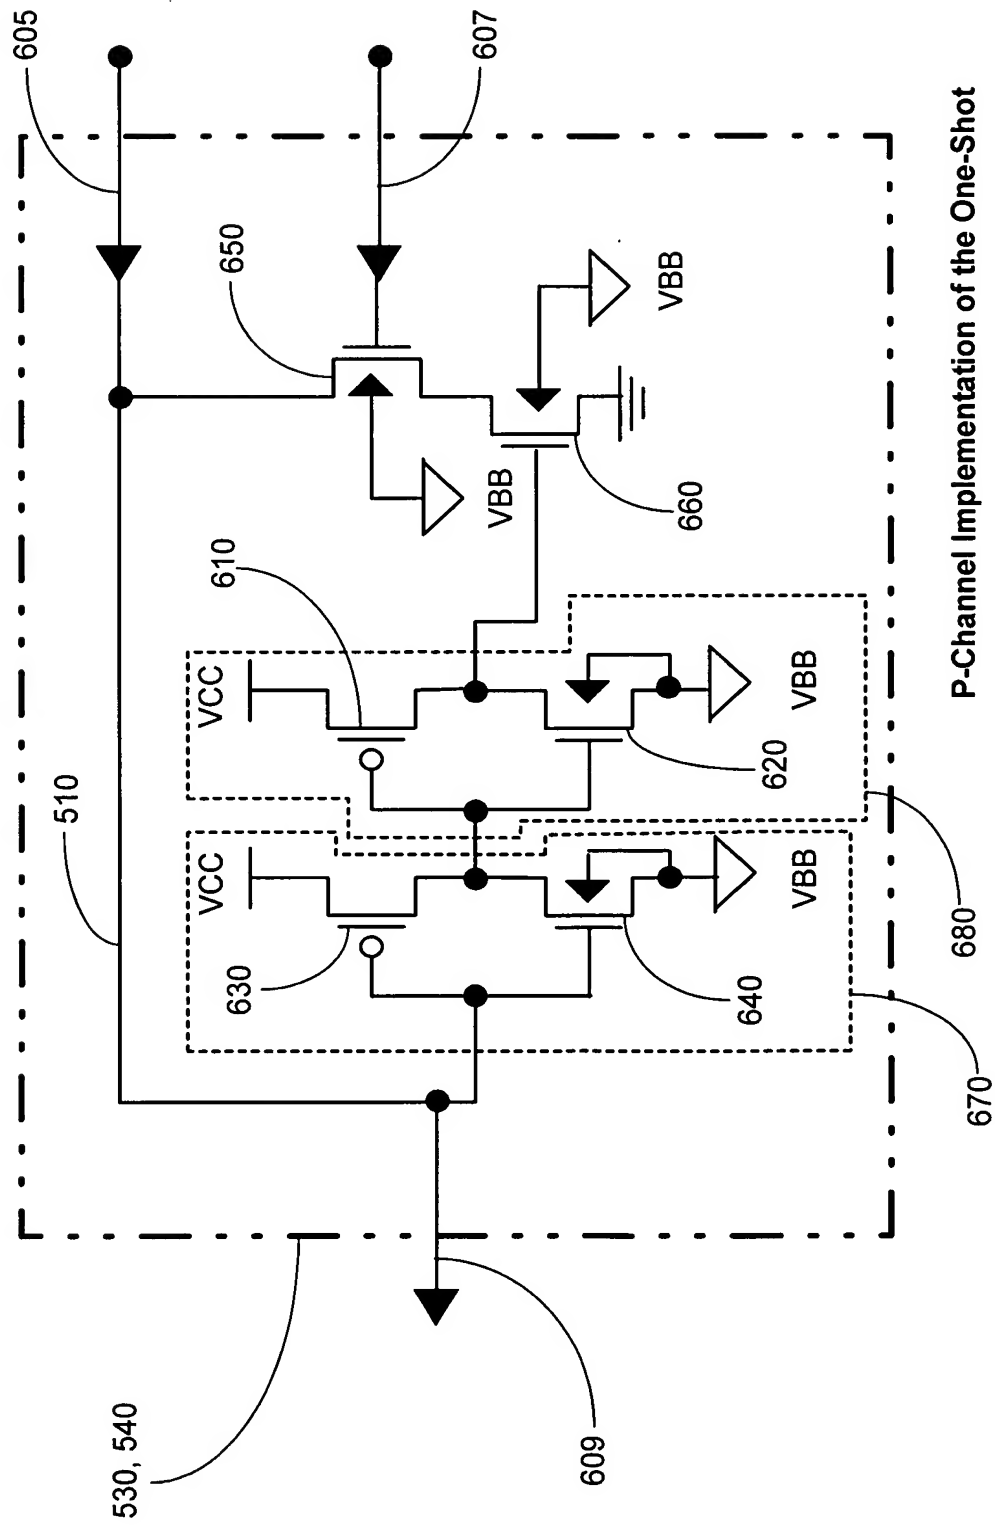 605
607
650
VBB
VBB
660
610
510
VCC
VBB
620
VCC
VBB
630
640
680
670
530, 540
609
P-Channel Implementation of the One-Shot